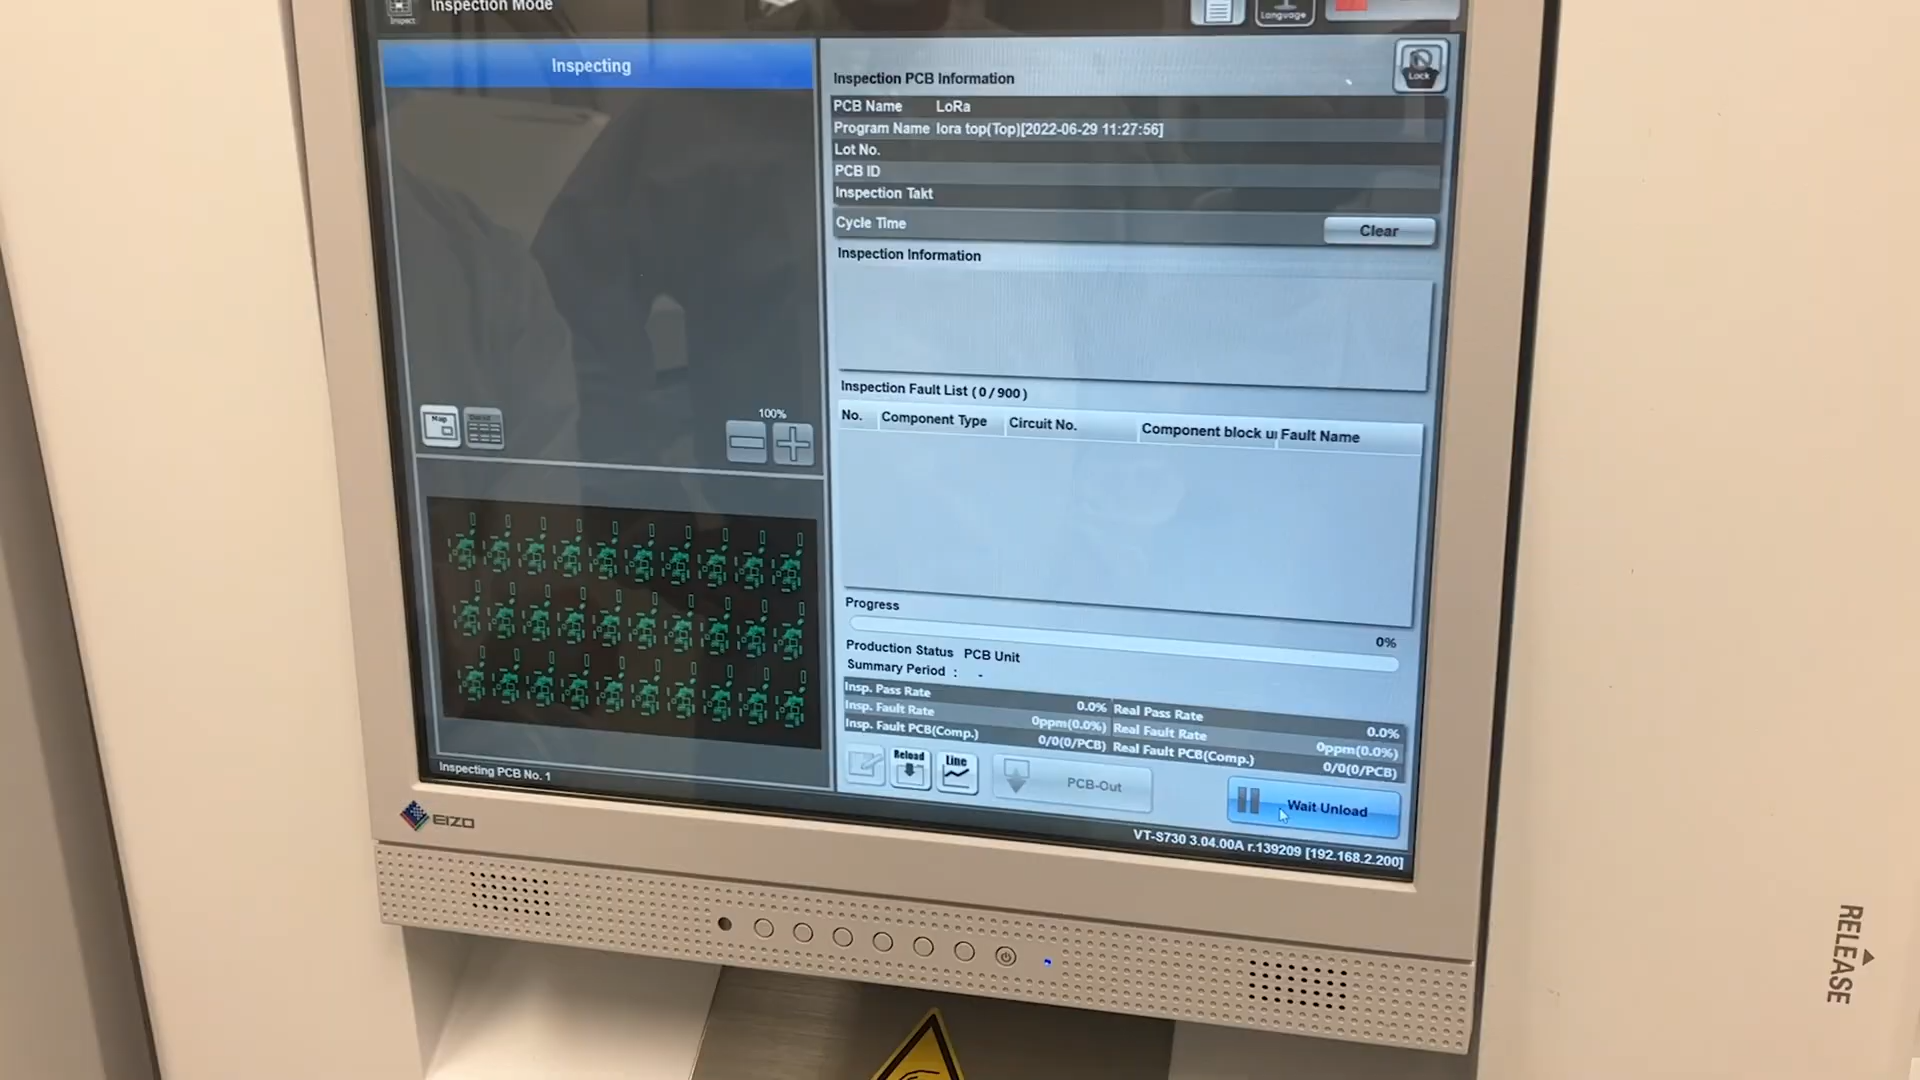 Inspect
Inspection Mode
Language
Inspecting
Lock
Inspection PCB Information
PCB Name LoRa
Program Name lora top(Top)[2022-06-29 11:27:56]
Lot No.
PCB ID
Inspection Takt
Cycle Time
Clear
Inspection Information
Inspection Fault List ( 0 / 900 )
No. Component Type Circuit No. Component block u Fault Name
Map
100%
Progress
0%
Production Status PCB Unit
Summary Period : -
Insp. Pass Rate 0.0% Real Pass Rate 0.0%
Insp. Fault Rate 0ppm(0.0%) Real Fault Rate 0ppm(0.0%)
Insp. Fault PCB(Comp.) 0/0(0/PCB) Real Fault PCB(Comp.) 0/0(0/PCB)
Reload
Line
PCB-Out
Wait Unload
Inspecting PCB No. 1
VT-S730 3.04.00A r.139209 [192.168.2.200]
EIZO
RELEASE